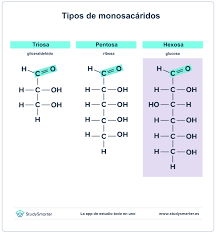 Tipos de monosacáridos
Triosa Pentosa Hexosa
gliceraldehído ribosa glucosa
H C O H C O H C O
H C OH H C OH H C OH
H C OH H C OH HO C H
H H C OH H C OH
H C OH H C OH
H H C OH
H
StudySmarter
La app de estudio todo en uno
www.studysmarter.es